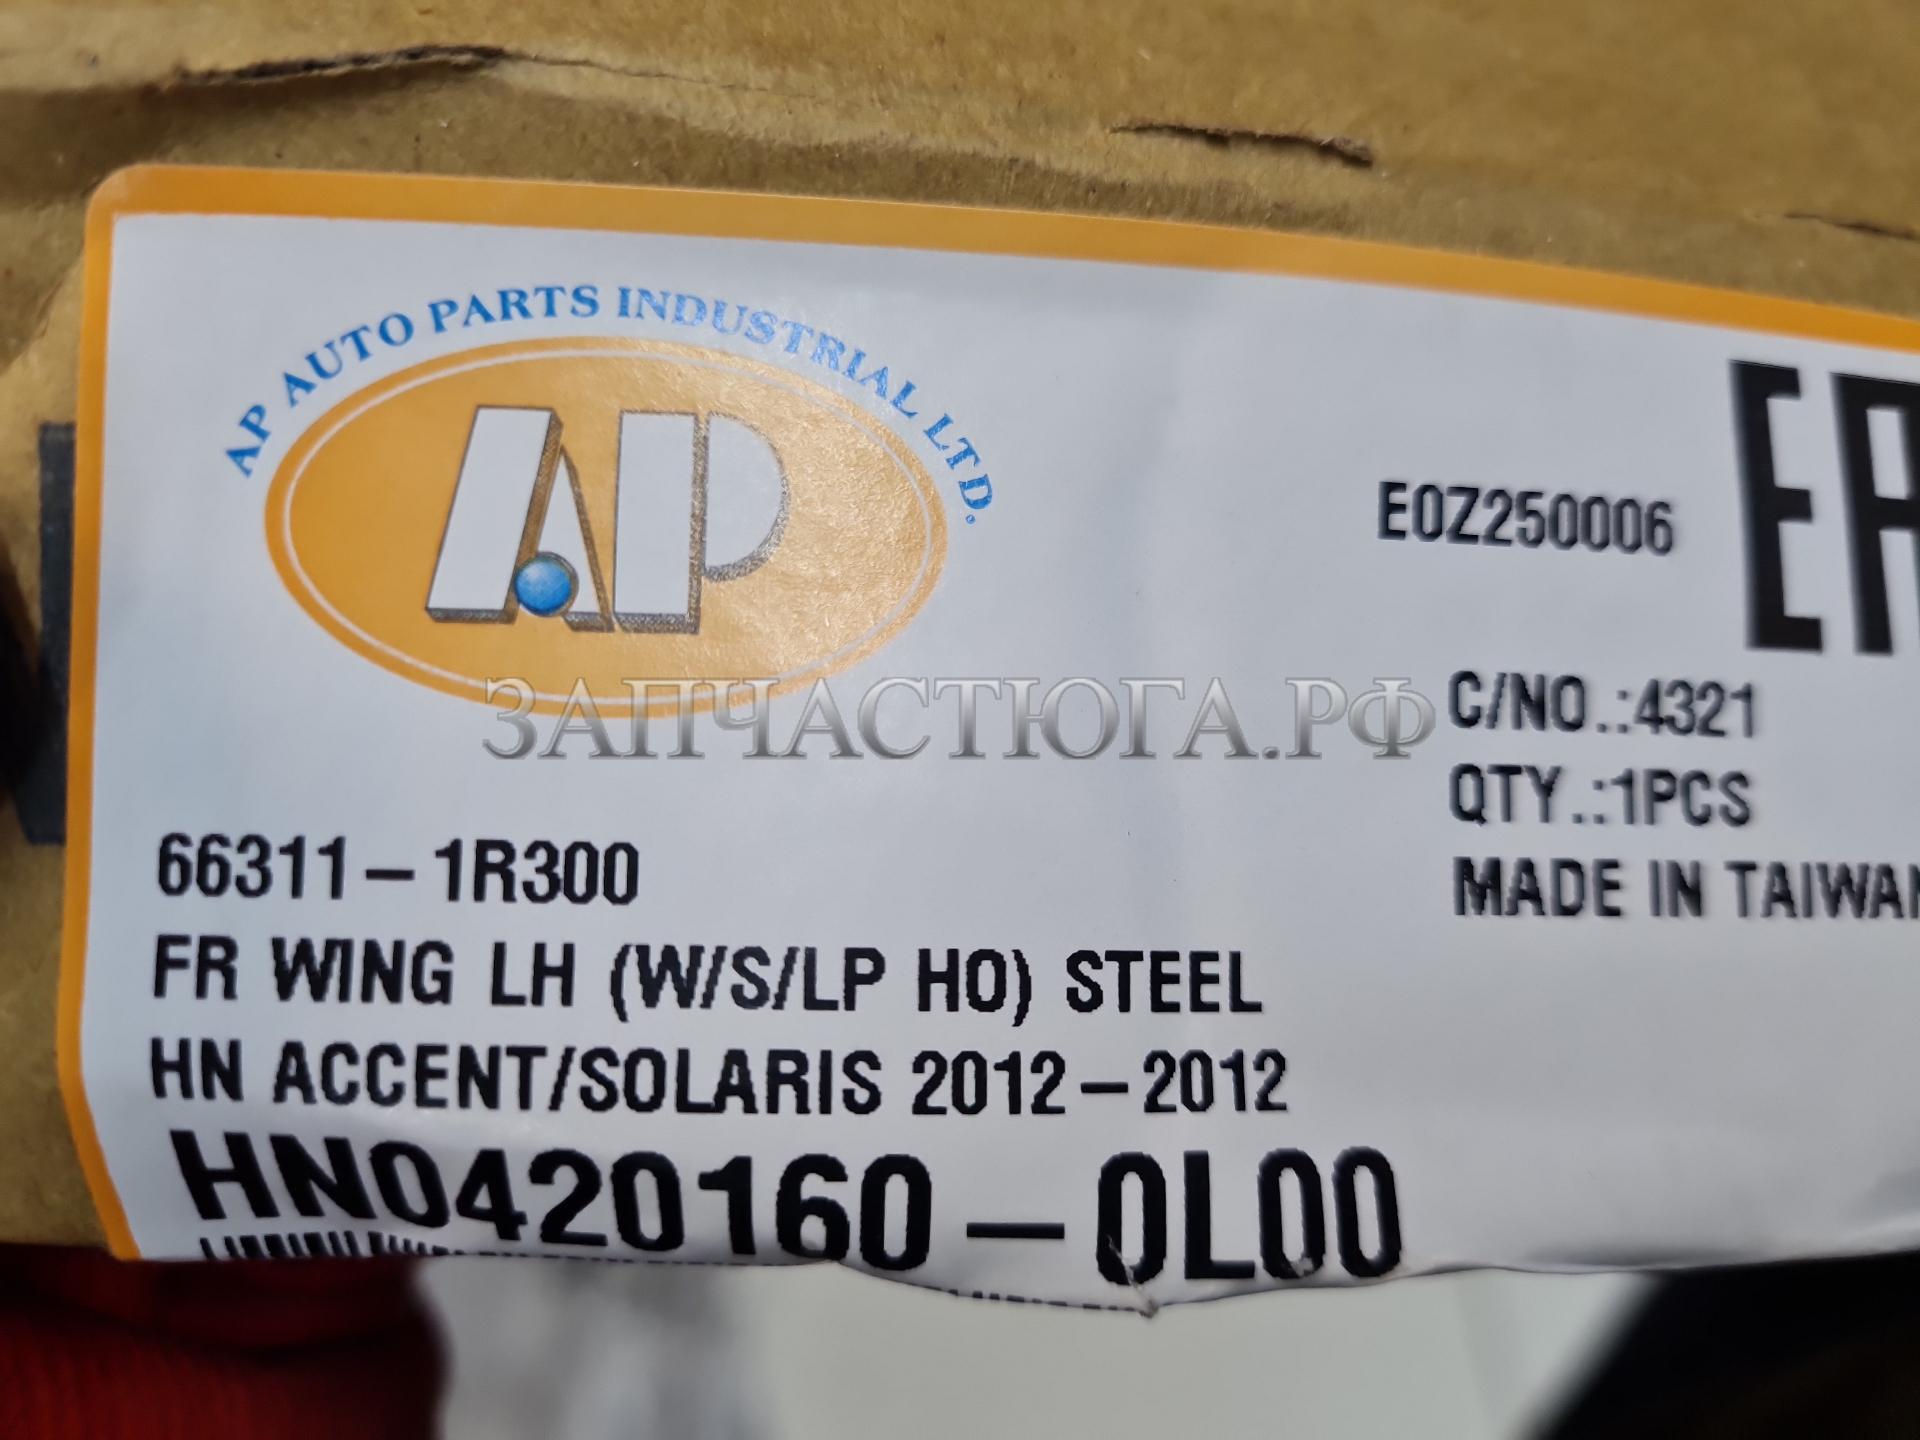 AP AUTO PARTS INDUSTRIAL LTD.
AP
E0Z250006
ЗАПЧАСТЮГА.РФ
C/NO.:4321
QTY.:1PCS
MADE IN TAIWAN
66311-1R300
FR WING LH (W/S/LP HO) STEEL
HN ACCENT/SOLARIS 2012-2012
HN0420160-0L00